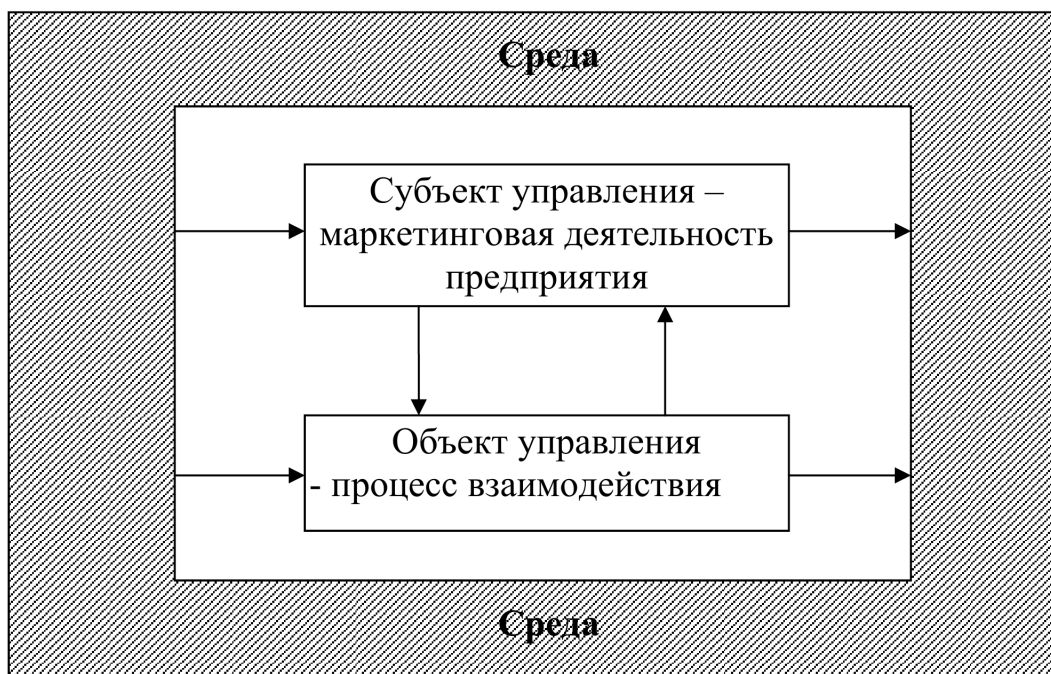 Среда
Субъект управления –
маркетинговая деятельность
предприятия
Объект управления
- процесс взаимодействия
Среда